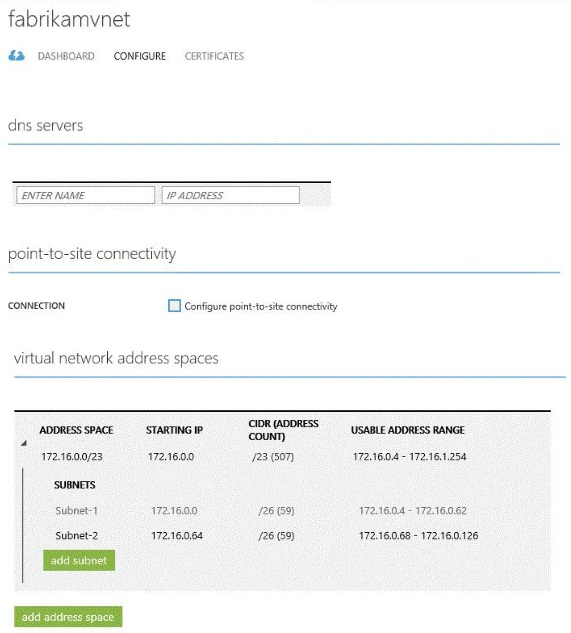 fabrikamvnet
DASHBOARD CONFIGURE CERTIFICATES
dns servers
ENTER NAME IP ADDRESS
point-to-site connectivity
CONNECTION Configure point-to-site connectivity
virtual network address spaces
ADDRESS SPACE STARTING IP CIDR (ADDRESS COUNT) USABLE ADDRESS RANGE
172.16.0.0/23 172.16.0.0 /23 (507) 172.16.0.4 - 172.16.1.254
SUBNETS
Subnet-1 172.16.0.0 /26 (59) 172.16.0.4 - 172.16.0.62
Subnet-2 172.16.0.64 /26 (59) 172.16.0.68 - 172.16.0.126
add subnet
add address space